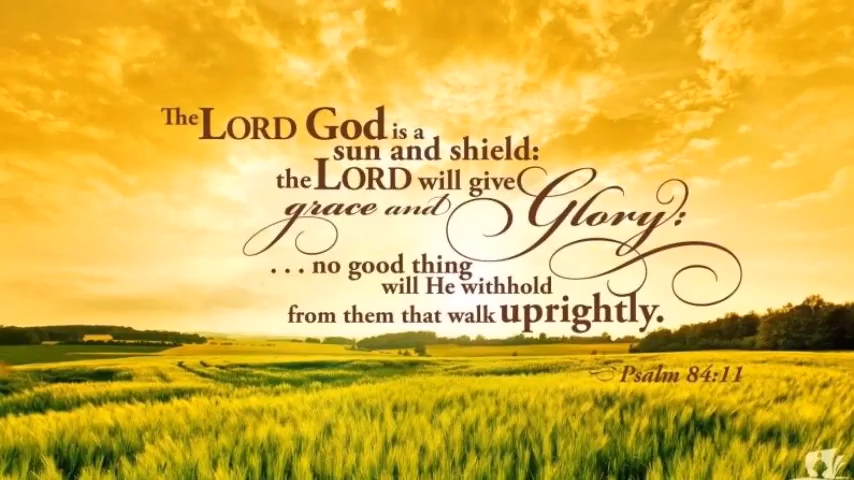 The LORD God is a
sun and shield:
the LORD will give
grace and Glory:
... no good thing
will He withhold
from them that walk uprightly.
Psalm 84:11